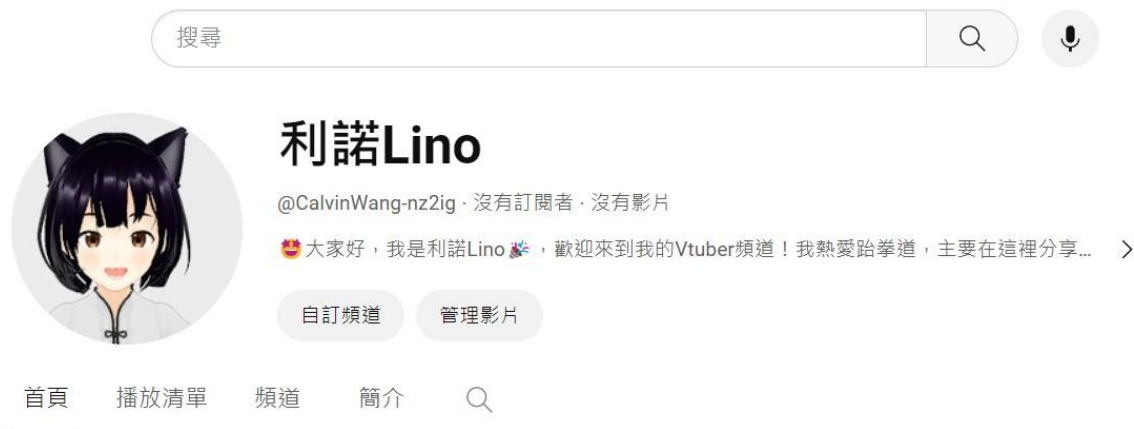 搜尋
利諾Lino
@CalvinWang-nz2ig · 沒有訂閱者 · 沒有影片
🤩大家好，我是利諾Lino🎉，歡迎來到我的Vtuber頻道！我熱愛跆拳道，主要在這裡分享...
自訂頻道 管理影片
首頁 播放清單 頻道 簡介